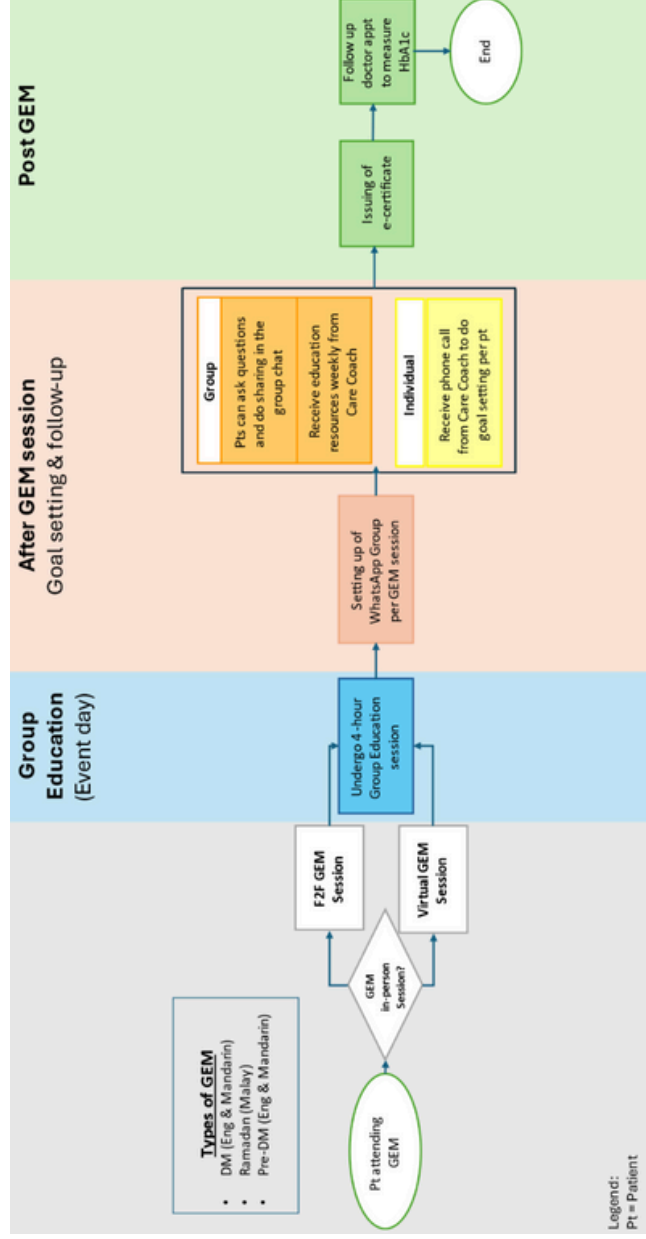 Types of GEM
• DM (Eng & Mandarin)
• Ramadan (Malay)
• Pre-DM (Eng & Mandarin)
Pt attending
GEM
GEM
in-person
Session?
F2F GEM
Session
Virtual GEM
Session
Legend:
Pt = Patient
Group
Education
(Event day)
Undergo 4-hour
Group Education
session
After GEM session
Goal setting & follow-up
Setting up of
WhatsApp Group
per GEM session
Group
Pts can ask questions
and do sharing in the
group chat
Receive education
resources weekly from
Care Coach
Individual
Receive phone call
from Care Coach to do
goal setting per pt
Post GEM
Issuing of
e-certificate
Follow up
doctor appt
to measure
HbA1c
End